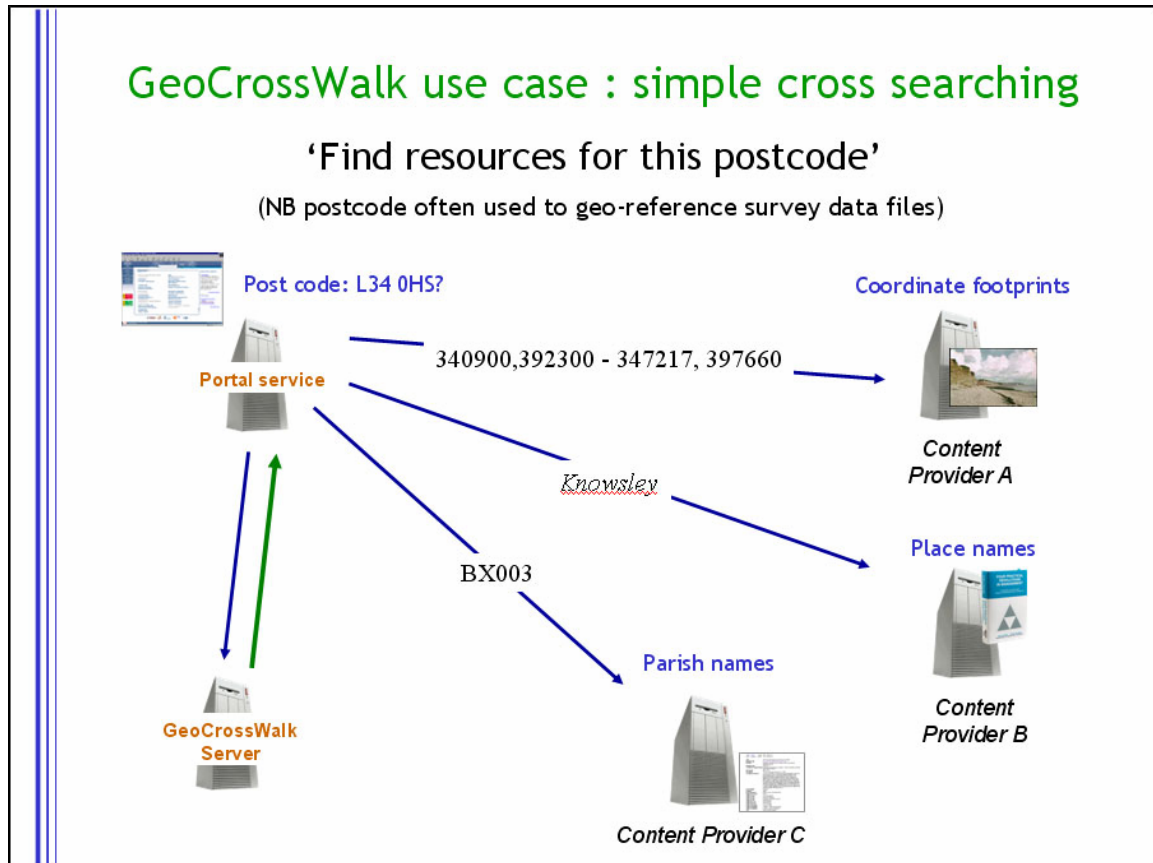 GeoCrossWalk use case : simple cross searching
‘Find resources for this postcode’
(NB postcode often used to geo-reference survey data files)
Post code: L34 0HS?
Coordinate footprints
340900,392300 - 347217, 397660
Portal service
Content
Provider A
Knowsley
Place names
BX003
Parish names
GeoCrossWalk
Server
Content
Provider B
Content Provider C